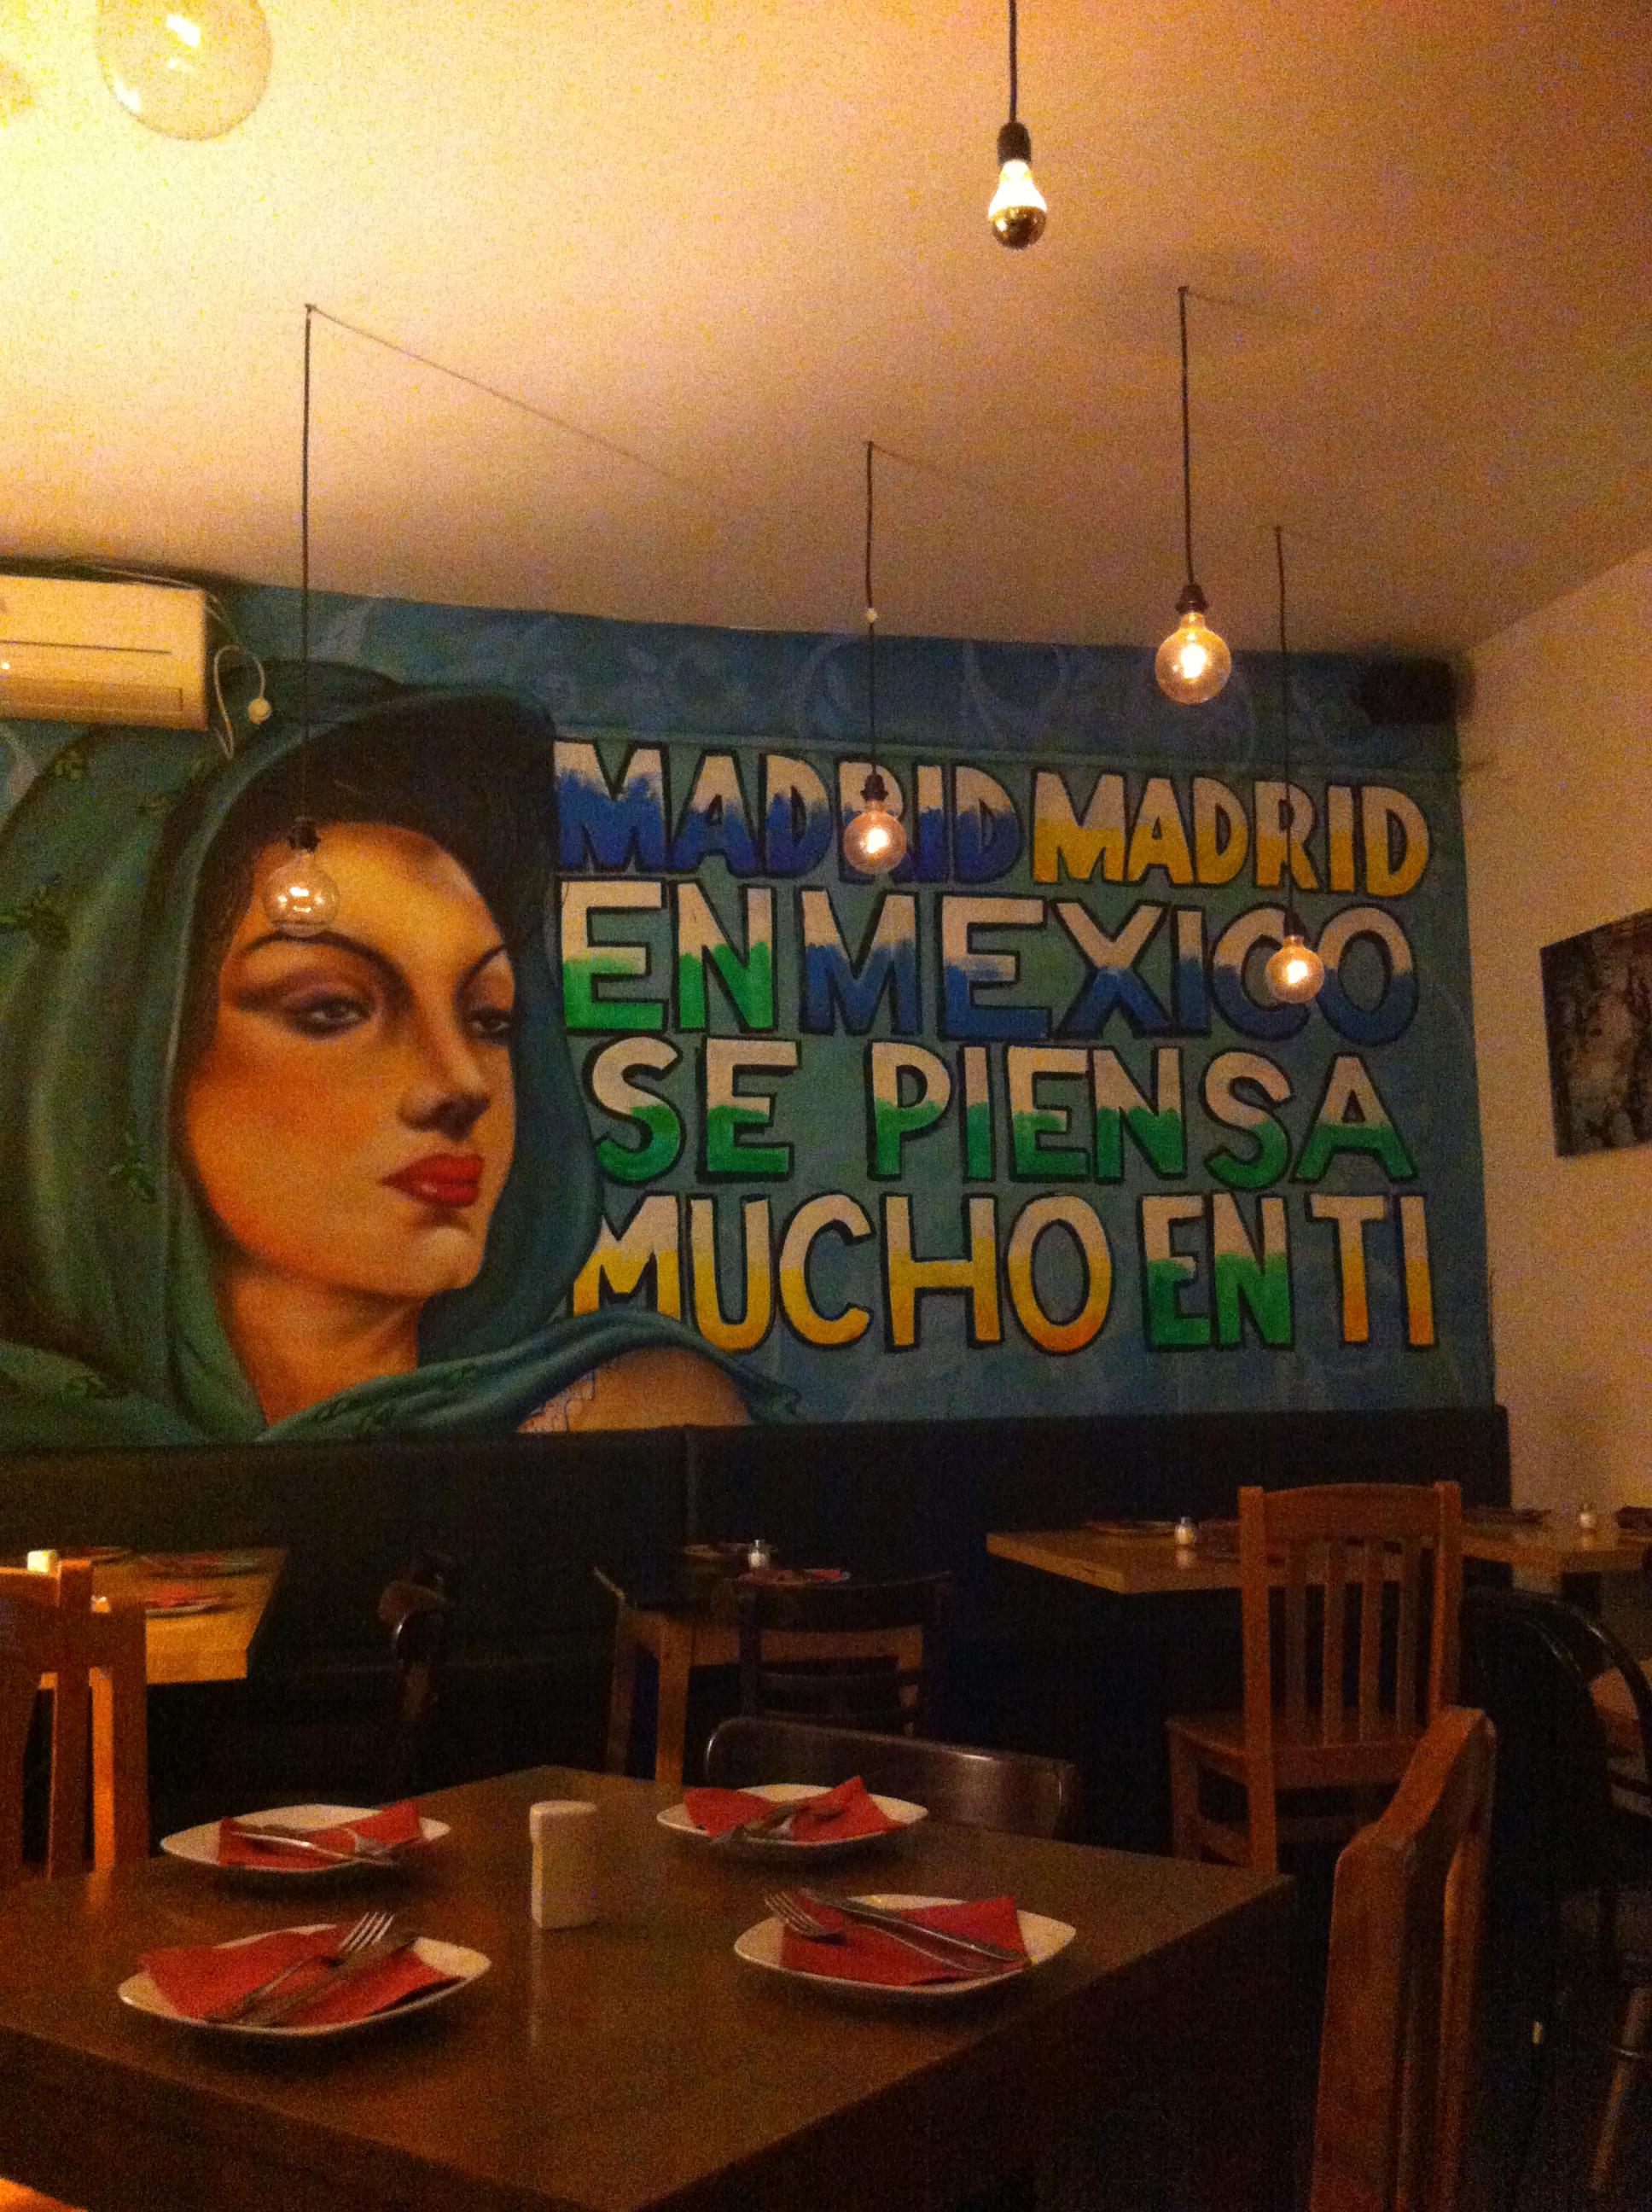 MADRID MADRID
EN MEXICO
SE PIENSA
MUCHO EN TI